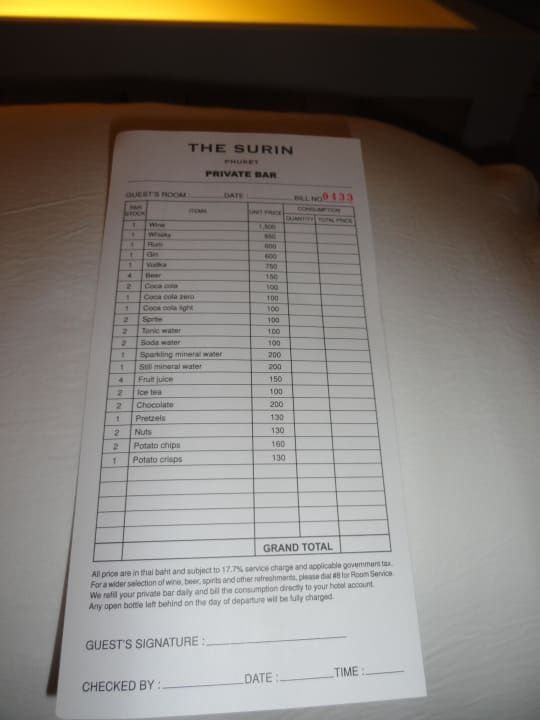 THE SURIN
PHUKET
PRIVATE BAR
GUEST'S ROOM : DATE : BILL NO 0433
PAR STOCK ITEMS UNIT PRICE CONSUMPTION
QUANTITY TOTAL PRICE
1 Wine 1,500
1 Whisky 850
1 Rum 600
1 Gin 600
1 Vodka 750
4 Beer 150
2 Coca cola 100
1 Coca cola zero 100
1 Coca cola light 100
2 Sprite 100
2 Tonic water 100
2 Soda water 100
1 Sparkling mineral water 200
1 Still mineral water 200
4 Fruit juice 150
2 Ice tea 100
2 Chocolate 200
1 Pretzels 130
2 Nuts 130
2 Potato chips 160
1 Potato crisps 130
GRAND TOTAL
All price are in thai baht and subject to 17.7% service charge and applicable government tax.
For a wider selection of wine, beer, spirits and other refreshments, please dial #8 for Room Service.
We refill your private bar daily and bill the consumption directly to your hotel account.
Any open bottle left behind on the day of departure will be fully charged.
GUEST'S SIGNATURE :
CHECKED BY : DATE : TIME :